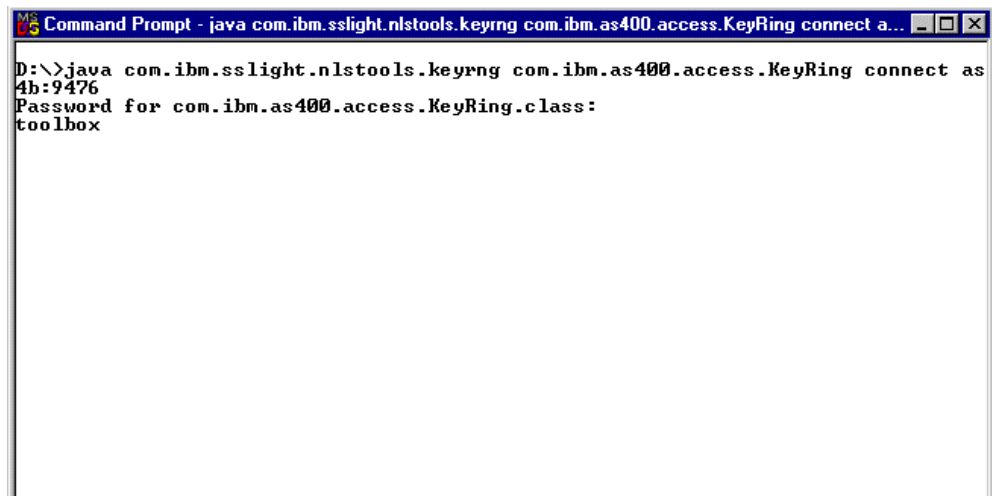 Command Prompt - java com.ibm.sslight.nlstools.keyrng com.ibm.as400.access.KeyRing connect a...
D:\>java com.ibm.sslight.nlstools.keyrng com.ibm.as400.access.KeyRing connect as
4b:9476
Password for com.ibm.as400.access.KeyRing.class:
toolbox